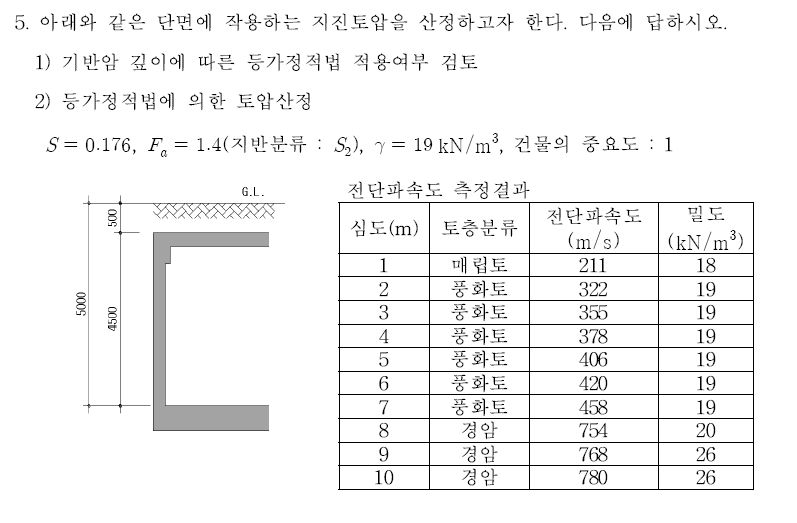 5. 아래와 같은 단면에 작용하는 지진토압을 산정하고자 한다. 다음에 답하시오.
1) 기반암 깊이에 따른 등가정적법 적용여부 검토
2) 등가정적법에 의한 토압산정
S = 0.176, Fa = 1.4(지반분류 : S2), γ = 19 kN/m³, 건물의 중요도 : 1
G.L.
500
5000
4500
전단파속도 측정결과
심도(m) 토층분류 전단파속도(m/s) 밀도(kN/m³)
1 매립토 211 18
2 풍화토 322 19
3 풍화토 355 19
4 풍화토 378 19
5 풍화토 406 19
6 풍화토 420 19
7 풍화토 458 19
8 경암 754 20
9 경암 768 26
10 경암 780 26